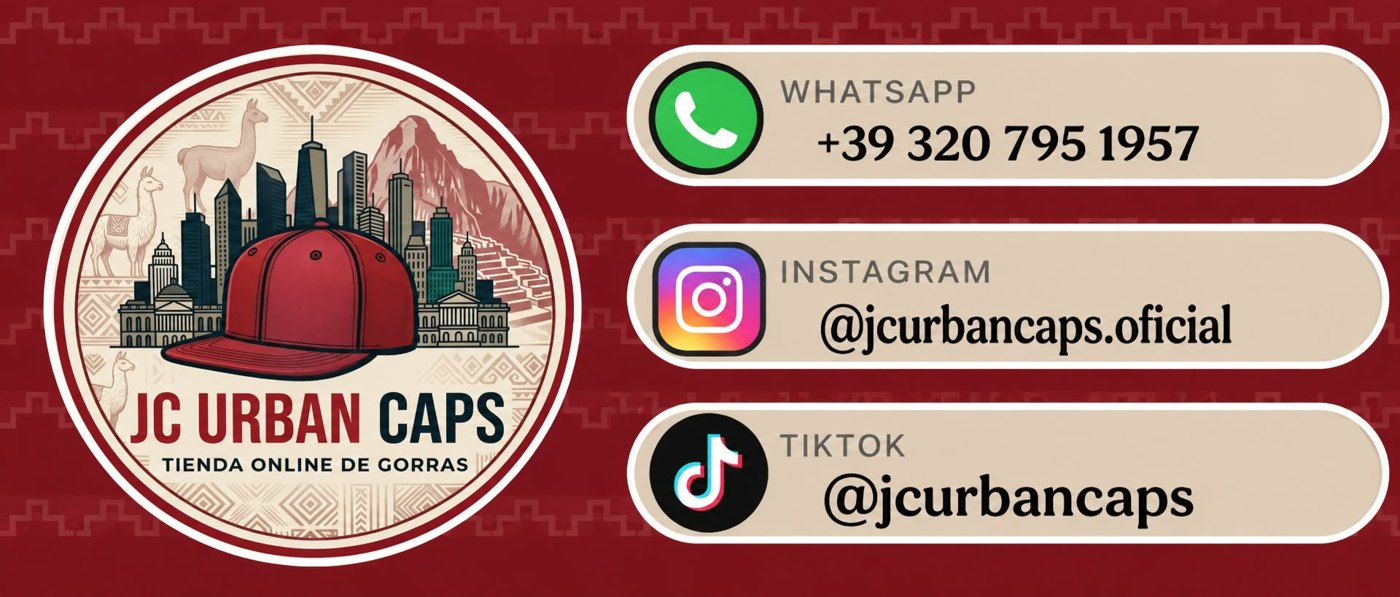 JC URBAN CAPS
TIENDA ONLINE DE GORRAS
WHATSAPP
+39 320 795 1957
INSTAGRAM
@jcurbancaps.oficial
TIKTOK
@jcurbancaps